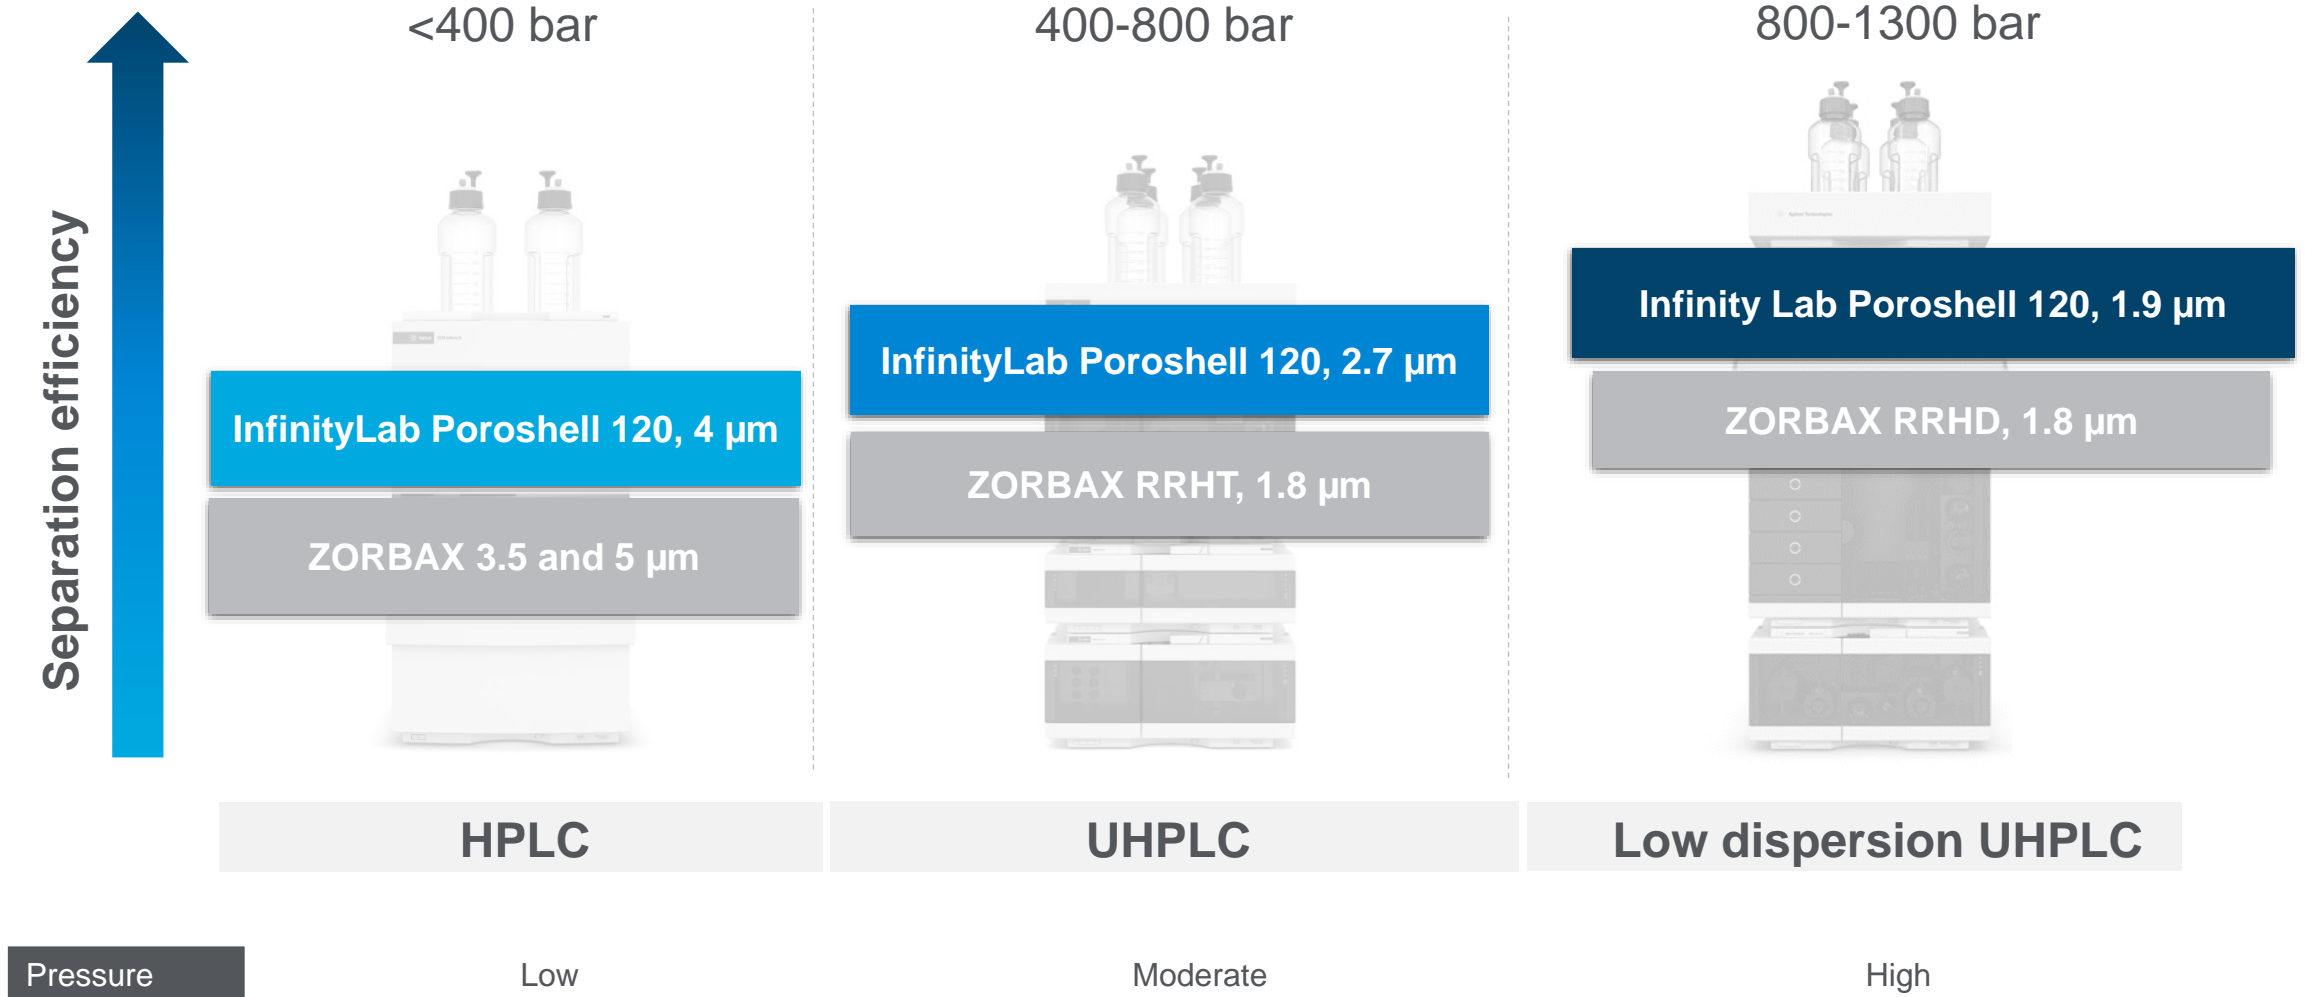 <400 bar
400-800 bar
800-1300 bar
Separation efficiency
Agilent Technologies
Infinity Lab Poroshell 120, 1.9 µm
InfinityLab Poroshell 120, 2.7 µm
InfinityLab Poroshell 120, 4 µm
ZORBAX RRHD, 1.8 µm
ZORBAX RRHT, 1.8 µm
ZORBAX 3.5 and 5 µm
HPLC
UHPLC
Low dispersion UHPLC
Pressure
Low
Moderate
High